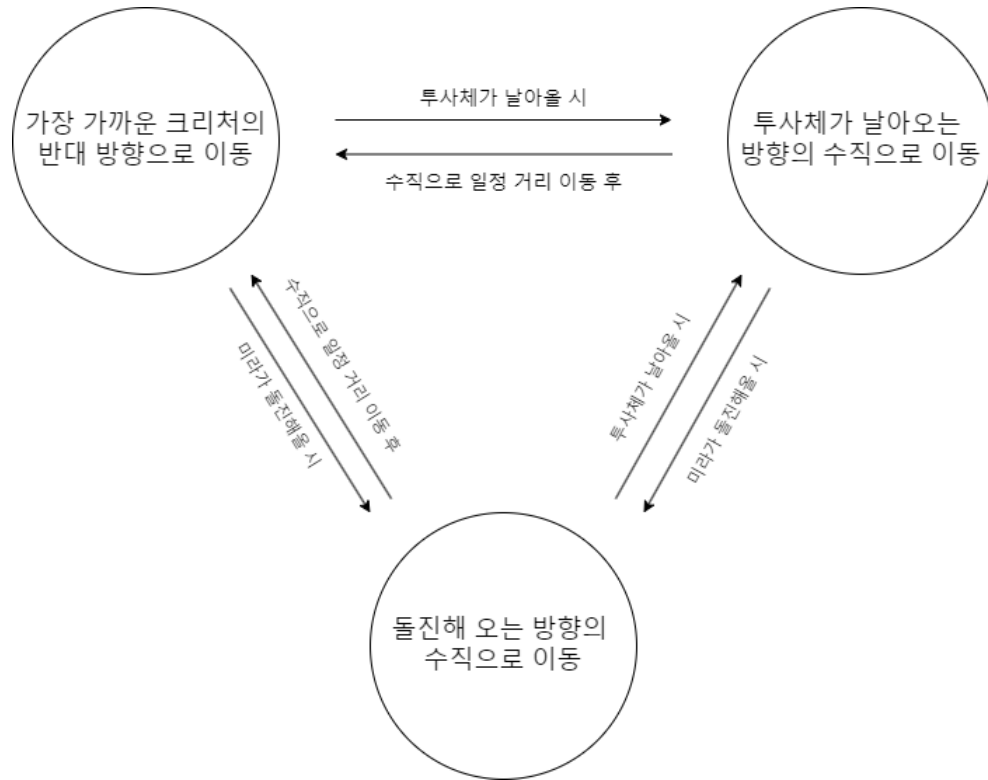 가장 가까운 크리처의
반대 방향으로 이동
투사체가 날아올 시
수직으로 일정 거리 이동 후
투사체가 날아오는
방향의 수직으로 이동
수직으로 일정 거리 이동 후
미라가 돌진해올 시
투사체가 날아올 시
미라가 돌진해올 시
돌진해 오는 방향의
수직으로 이동